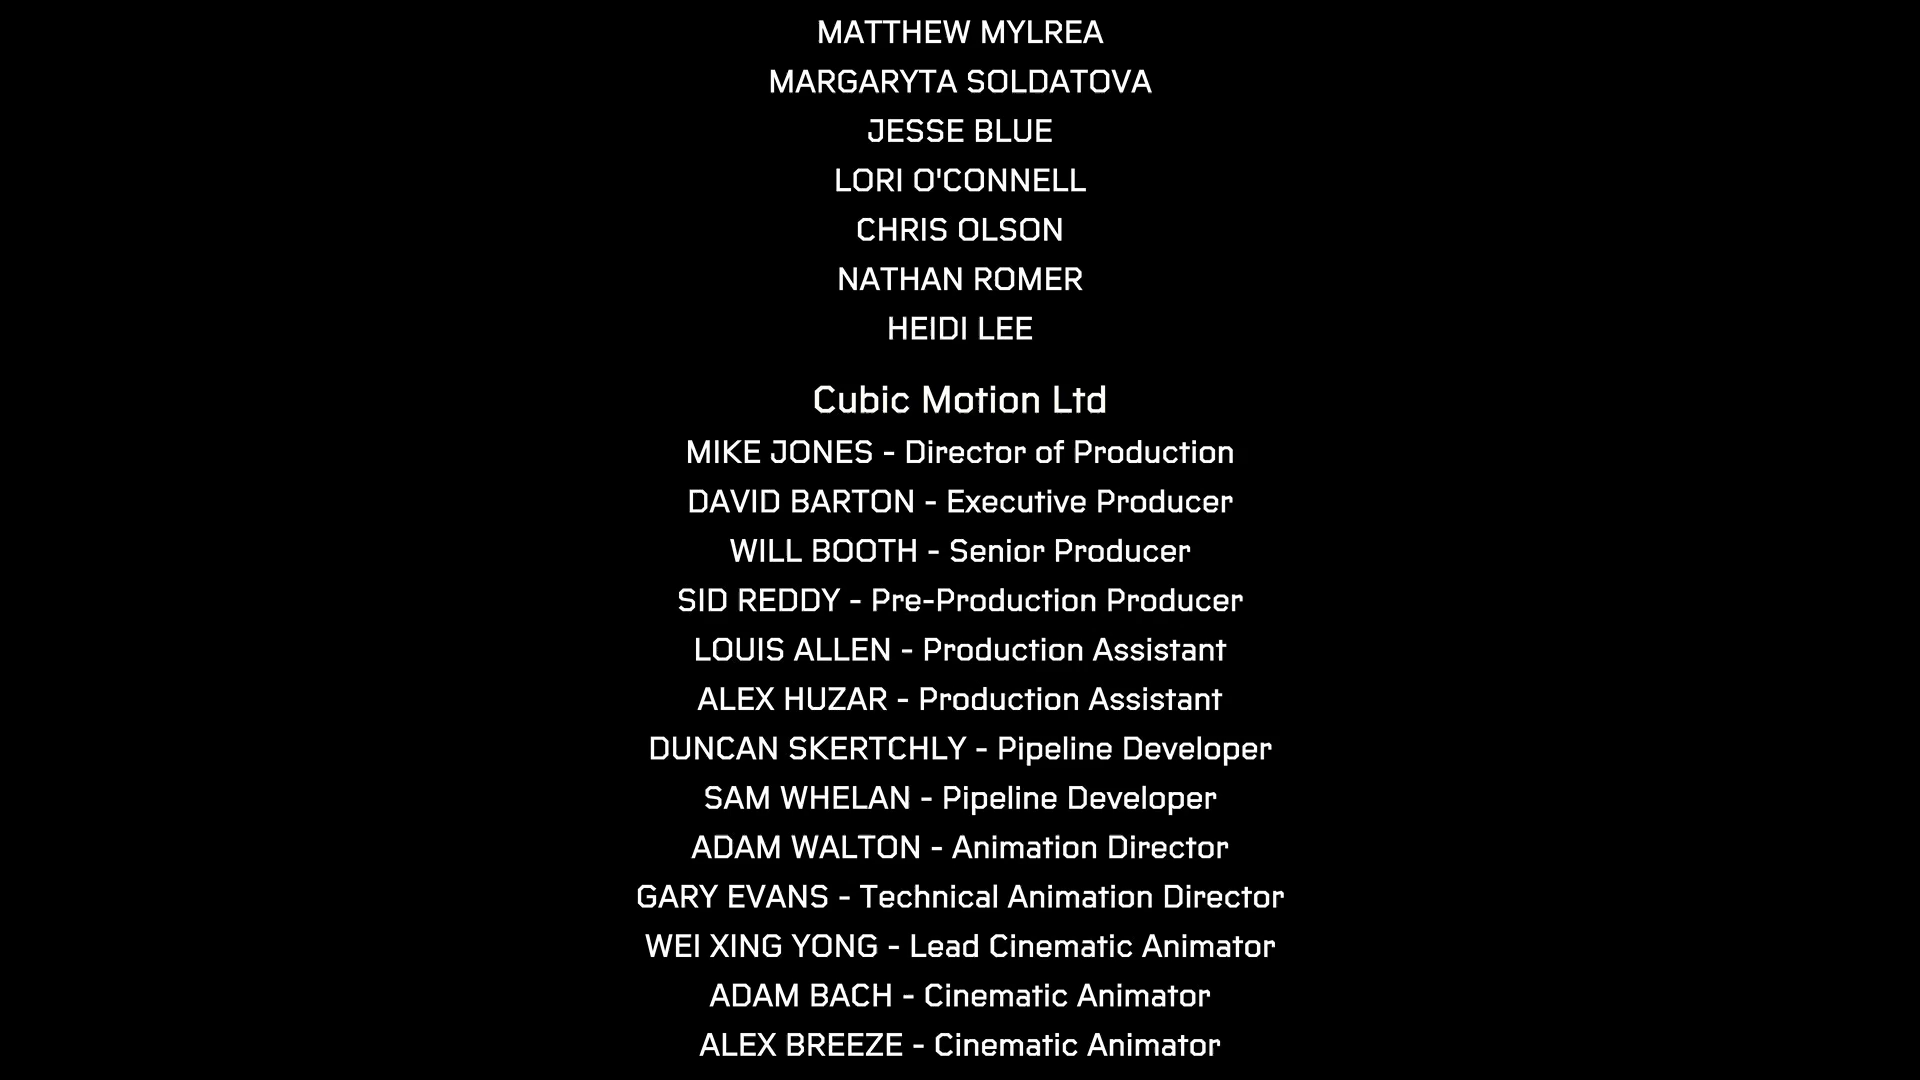 MATTHEW MYLREA
MARGARYTA SOLDATOVA
JESSE BLUE
LORI O'CONNELL
CHRIS OLSON
NATHAN ROMER
HEIDI LEE
Cubic Motion Ltd
MIKE JONES - Director of Production
DAVID BARTON - Executive Producer
WILL BOOTH - Senior Producer
SID REDDY - Pre-Production Producer
LOUIS ALLEN - Production Assistant
ALEX HUZAR - Production Assistant
DUNCAN SKERTCHLY - Pipeline Developer
SAM WHELAN - Pipeline Developer
ADAM WALTON - Animation Director
GARY EVANS - Technical Animation Director
WEI XING YONG - Lead Cinematic Animator
ADAM BACH - Cinematic Animator
ALEX BREEZE - Cinematic Animator